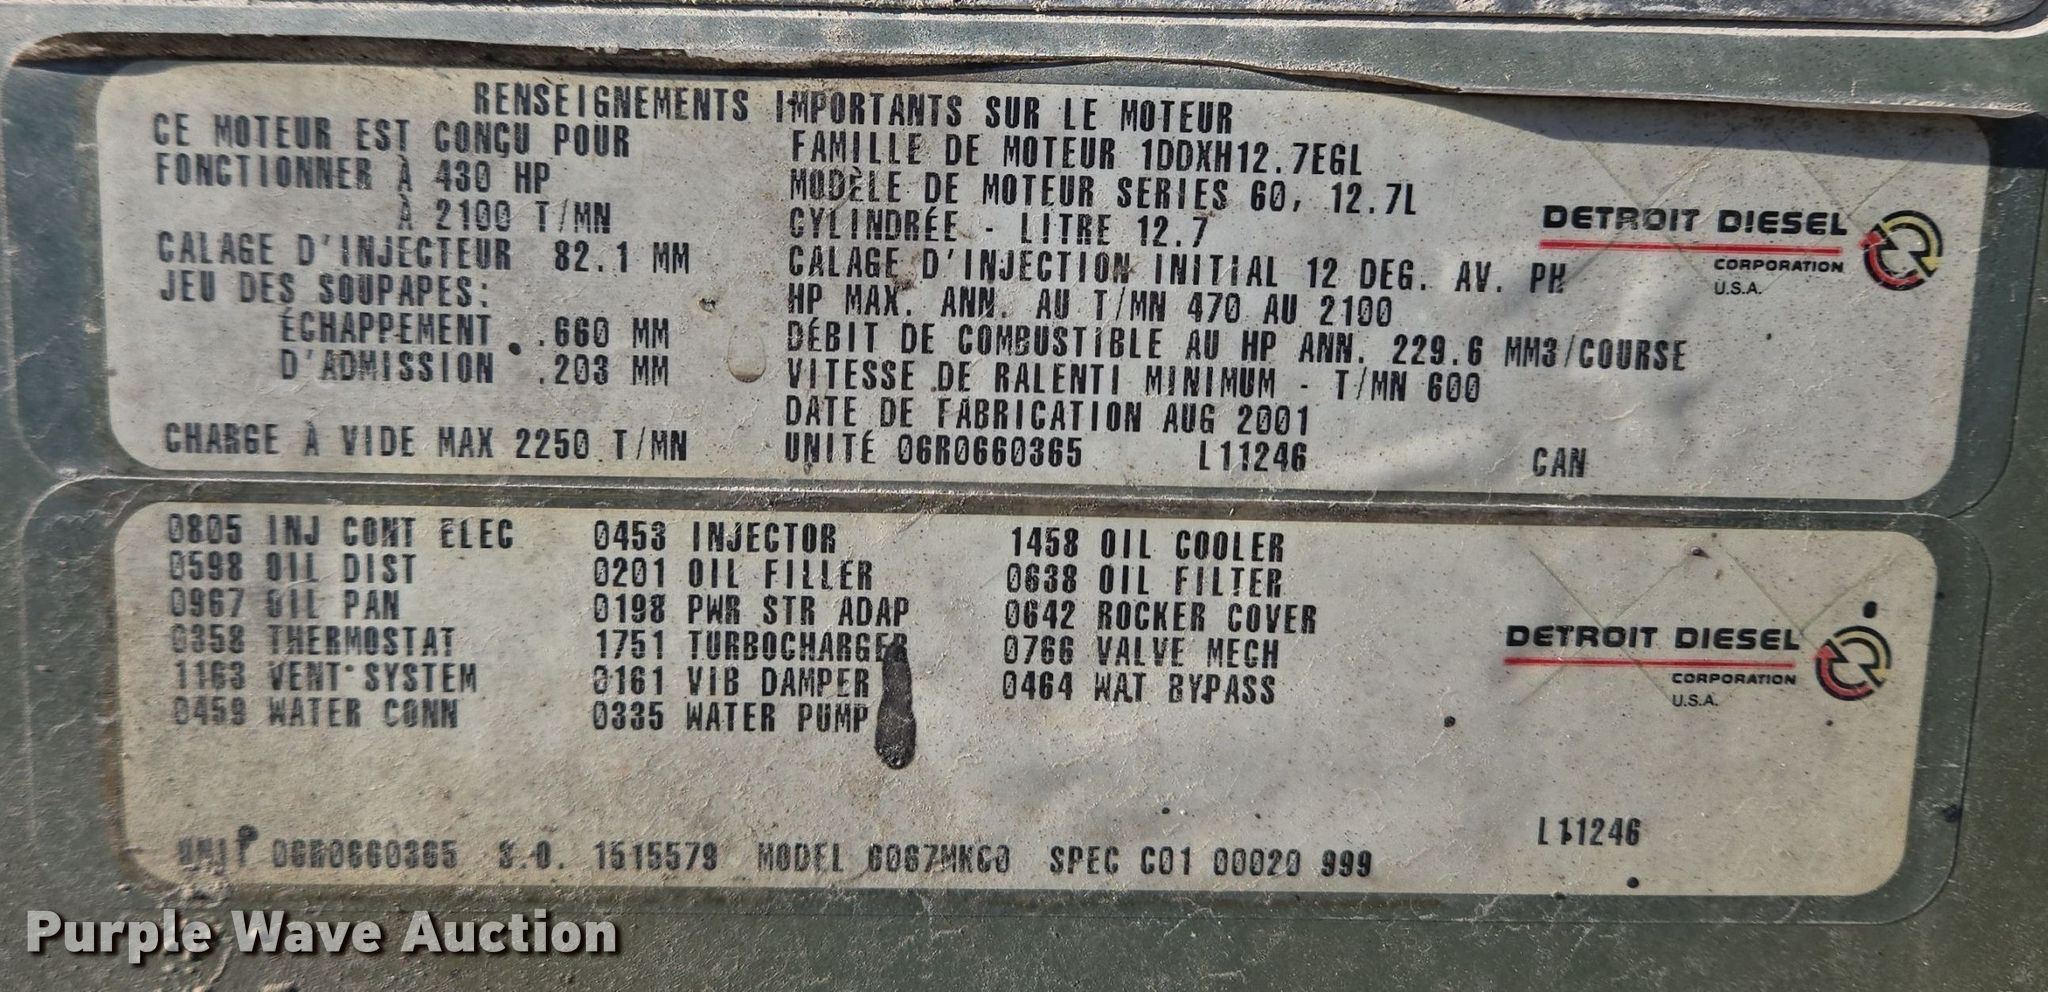 RENSEIGNEMENTS IMPORTANTS SUR LE MOTEUR
CE MOTEUR EST CONÇU POUR
FONCTIONNER À 430 HP
À 2100 T/MN
CALAGE D'INJECTEUR 82.1 MM
JEU DES SOUPAPES:
ÉCHAPPEMENT .660 MM
D'ADMISSION .203 MM
CHARGE À VIDE MAX 2250 T/MN
FAMILLE DE MOTEUR 1DDXH12.7EGL
MODÈLE DE MOTEUR SERIES 60, 12.7L
CYLINDRÉE - LITRE 12.7
CALAGE D'INJECTION INITIAL 12 DEG. AV. PH
HP MAX. ANN. AU T/MN 470 AU 2100
DÉBIT DE COMBUSTIBLE AU HP ANN. 229.6 MM3/COURSE
VITESSE DE RALENTI MINIMUM - T/MN 600
DATE DE FABRICATION AUG 2001
UNITÉ 06R0660365 L11246 CAN
DETROIT DIESEL
CORPORATION
U.S.A.
0805 INJ CONT ELEC 0453 INJECTOR 1458 OIL COOLER
0598 OIL DIST 0201 OIL FILLER 0638 OIL FILTER
0967 OIL PAN 0198 PWR STR ADAP 0642 ROCKER COVER
0358 THERMOSTAT 1751 TURBOCHARGER 0766 VALVE MECH
1163 VENT SYSTEM 0161 VIB DAMPER 0464 WAT BYPASS
0459 WATER CONN 0335 WATER PUMP
DETROIT DIESEL
CORPORATION
U.S.A.
L11246
UNIT 06R0660365 S.O. 1515579 MODEL 6067MKG0 SPEC C01 00020 999
Purple Wave Auction